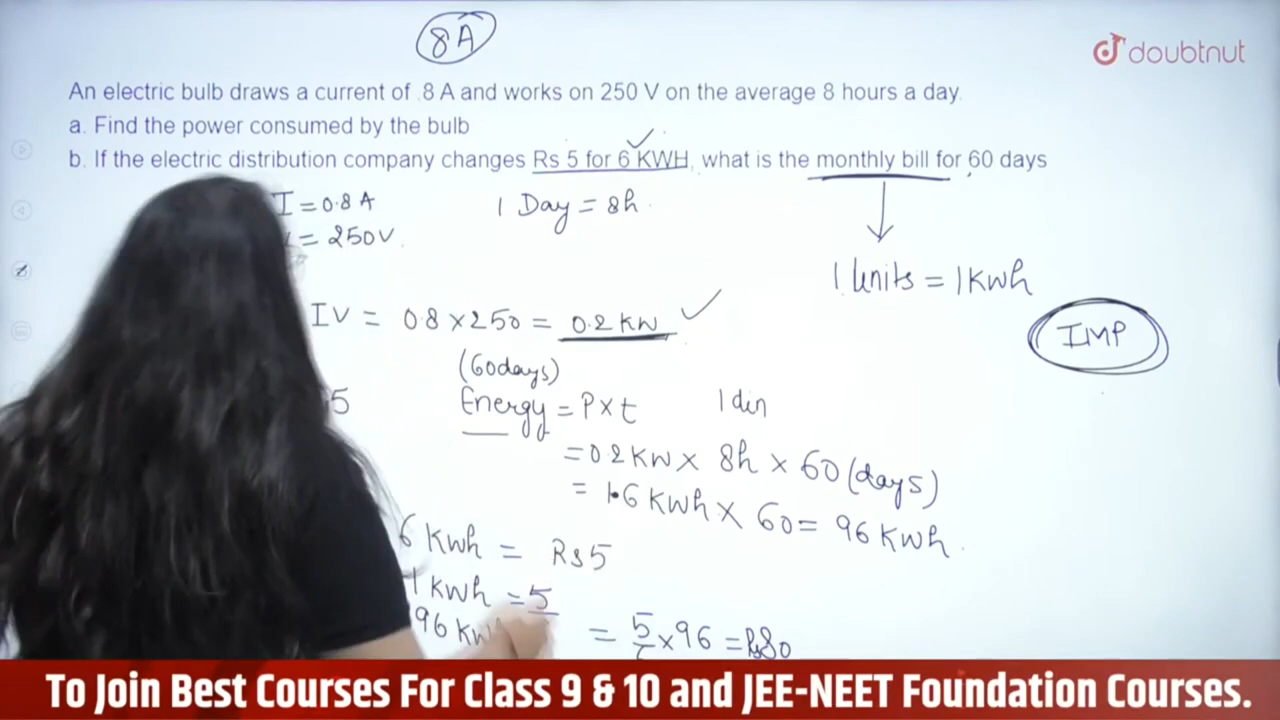 8A
doubtnut
An electric bulb draws a current of .8 A and works on 250 V on the average 8 hours a day.
a. Find the power consumed by the bulb
b. If the electric distribution company changes Rs 5 for 6 KWH, what is the monthly bill for 60 days
I = 0.8 A
1 Day = 8h
= 250V.
1 Units = 1 kwh
IV = 0.8 x 250 = 0.2 KW
IMP
(60days)
5
Energy = P x t
1 din
= 0.2 KW x 8h x 60 (days)
= 1.6 kwh x 60 = 96 kwh.
6 kwh = Rs5
1 kwh = 5
96 kw
= 5/ x 96 = Rs80
To Join Best Courses For Class 9 & 10 and JEE-NEET Foundation Courses.